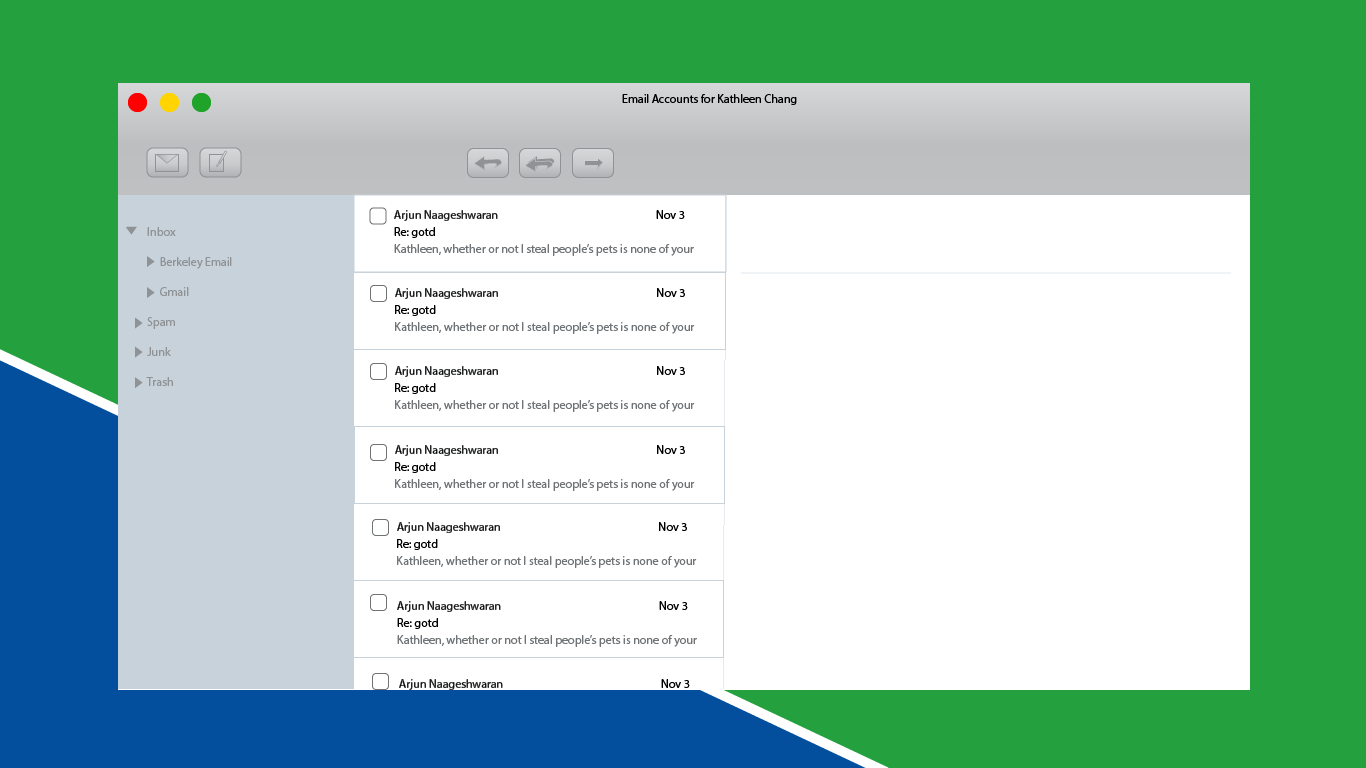 Email Accounts for Kathleen Chang
Inbox
Berkeley Email
Gmail
Spam
Junk
Trash
Arjun Naageshwaran Nov 3
Re: gotd
Kathleen, whether or not I steal people's pets is none of your
Arjun Naageshwaran Nov 3
Re: gotd
Kathleen, whether or not I steal people's pets is none of your
Arjun Naageshwaran Nov 3
Re: gotd
Kathleen, whether or not I steal people's pets is none of your
Arjun Naageshwaran Nov 3
Re: gotd
Kathleen, whether or not I steal people's pets is none of your
Arjun Naageshwaran Nov 3
Re: gotd
Kathleen, whether or not I steal people's pets is none of your
Arjun Naageshwaran Nov 3
Re: gotd
Kathleen, whether or not I steal people's pets is none of your
Arjun Naageshwaran Nov 3